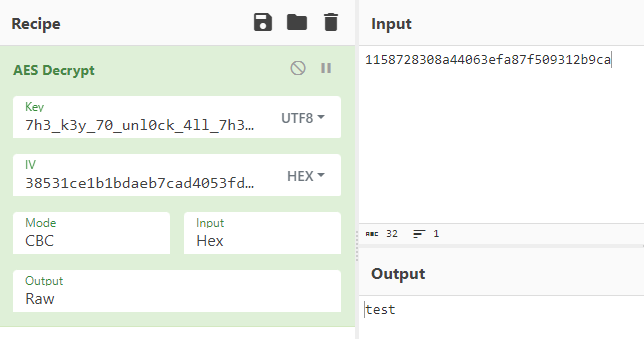 Recipe
AES Decrypt
Key
7h3_k3y_70_unl0ck_4ll_7h3...
UTF8
IV
38531ce1b1bdaeb7cad4053fd...
HEX
Mode
CBC
Input
Hex
Output
Raw
Input
1158728308a44063efa87f509312b9ca
ABC 32 1
Output
test